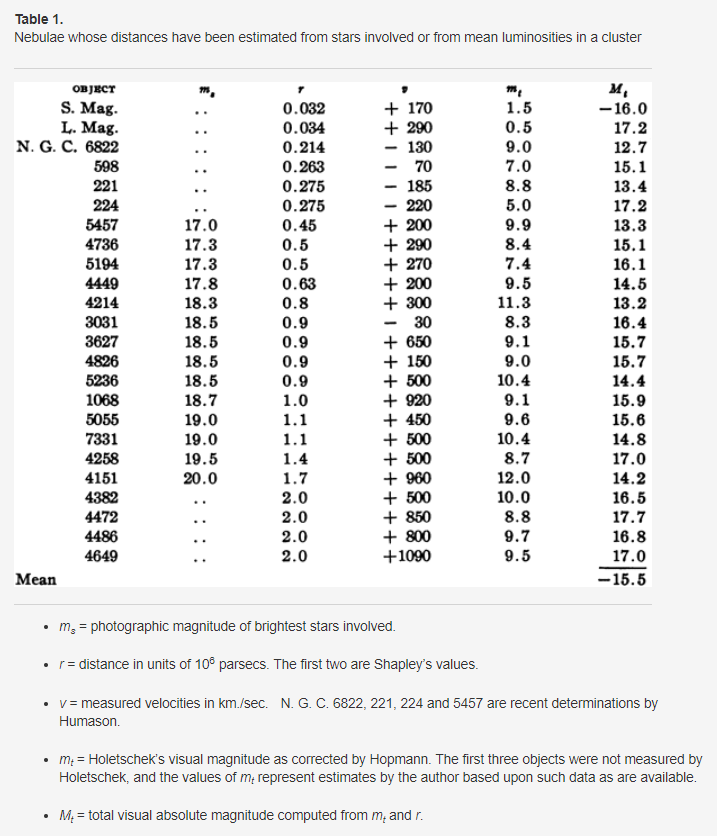 Table 1.
Nebulae whose distances have been estimated from stars involved or from mean luminosities in a cluster
OBJECT mₛ r v mₜ Mₜ
S. Mag. .. 0.032 + 170 1.5 −16.0
L. Mag. .. 0.034 + 290 0.5 17.2
N. G. C. 6822 .. 0.214 − 130 9.0 12.7
598 .. 0.263 − 70 7.0 15.1
221 .. 0.275 − 185 8.8 13.4
224 .. 0.275 − 220 5.0 17.2
5457 17.0 0.45 + 200 9.9 13.3
4736 17.3 0.5 + 290 8.4 15.1
5194 17.3 0.5 + 270 7.4 16.1
4449 17.8 0.63 + 200 9.5 14.5
4214 18.3 0.8 + 300 11.3 13.2
3031 18.5 0.9 − 30 8.3 16.4
3627 18.5 0.9 + 650 9.1 15.7
4826 18.5 0.9 + 150 9.0 15.7
5236 18.5 0.9 + 500 10.4 14.4
1068 18.7 1.0 + 920 9.1 15.9
5055 19.0 1.1 + 450 9.6 15.6
7331 19.0 1.1 + 500 10.4 14.8
4258 19.5 1.4 + 500 8.7 17.0
4151 20.0 1.7 + 960 12.0 14.2
4382 .. 2.0 + 500 10.0 16.5
4472 .. 2.0 + 850 8.8 17.7
4486 .. 2.0 + 800 9.7 16.8
4649 .. 2.0 +1090 9.5 17.0
Mean −15.5
• mₛ = photographic magnitude of brightest stars involved.
• r = distance in units of 10⁶ parsecs. The first two are Shapley's values.
• v = measured velocities in km./sec. N. G. C. 6822, 221, 224 and 5457 are recent determinations by
Humason.
• mₜ = Holetschek's visual magnitude as corrected by Hopmann. The first three objects were not measured by
Holetschek, and the values of mₜ represent estimates by the author based upon such data as are available.
• Mₜ = total visual absolute magnitude computed from mₜ and r.